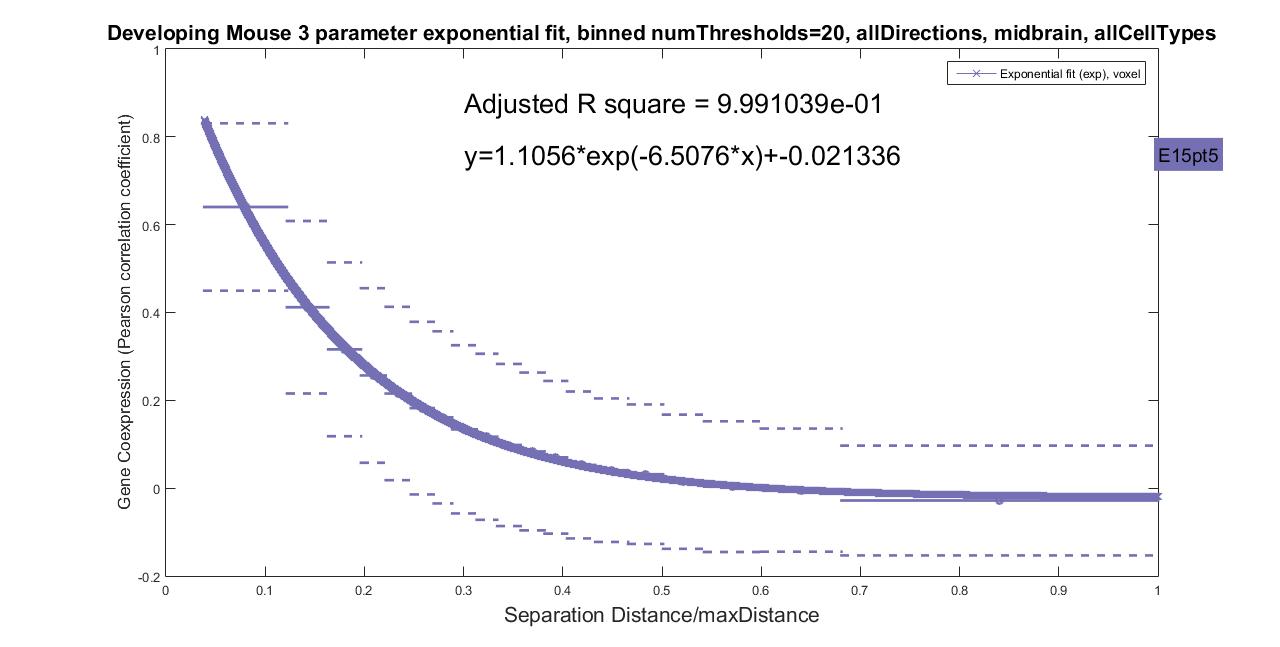 Developing Mouse 3 parameter exponential fit, binned numThresholds=20, allDirections, midbrain, allCellTypes
Exponential fit (exp), voxel
Adjusted R square = 9.991039e-01
y=1.1056*exp(-6.5076*x)+-0.021336
E15pt5
Gene Coexpression (Pearson correlation coefficient)
1
0.8
0.6
0.4
0.2
0
-0.2
0 0.1 0.2 0.3 0.4 0.5 0.6 0.7 0.8 0.9 1
Separation Distance/maxDistance